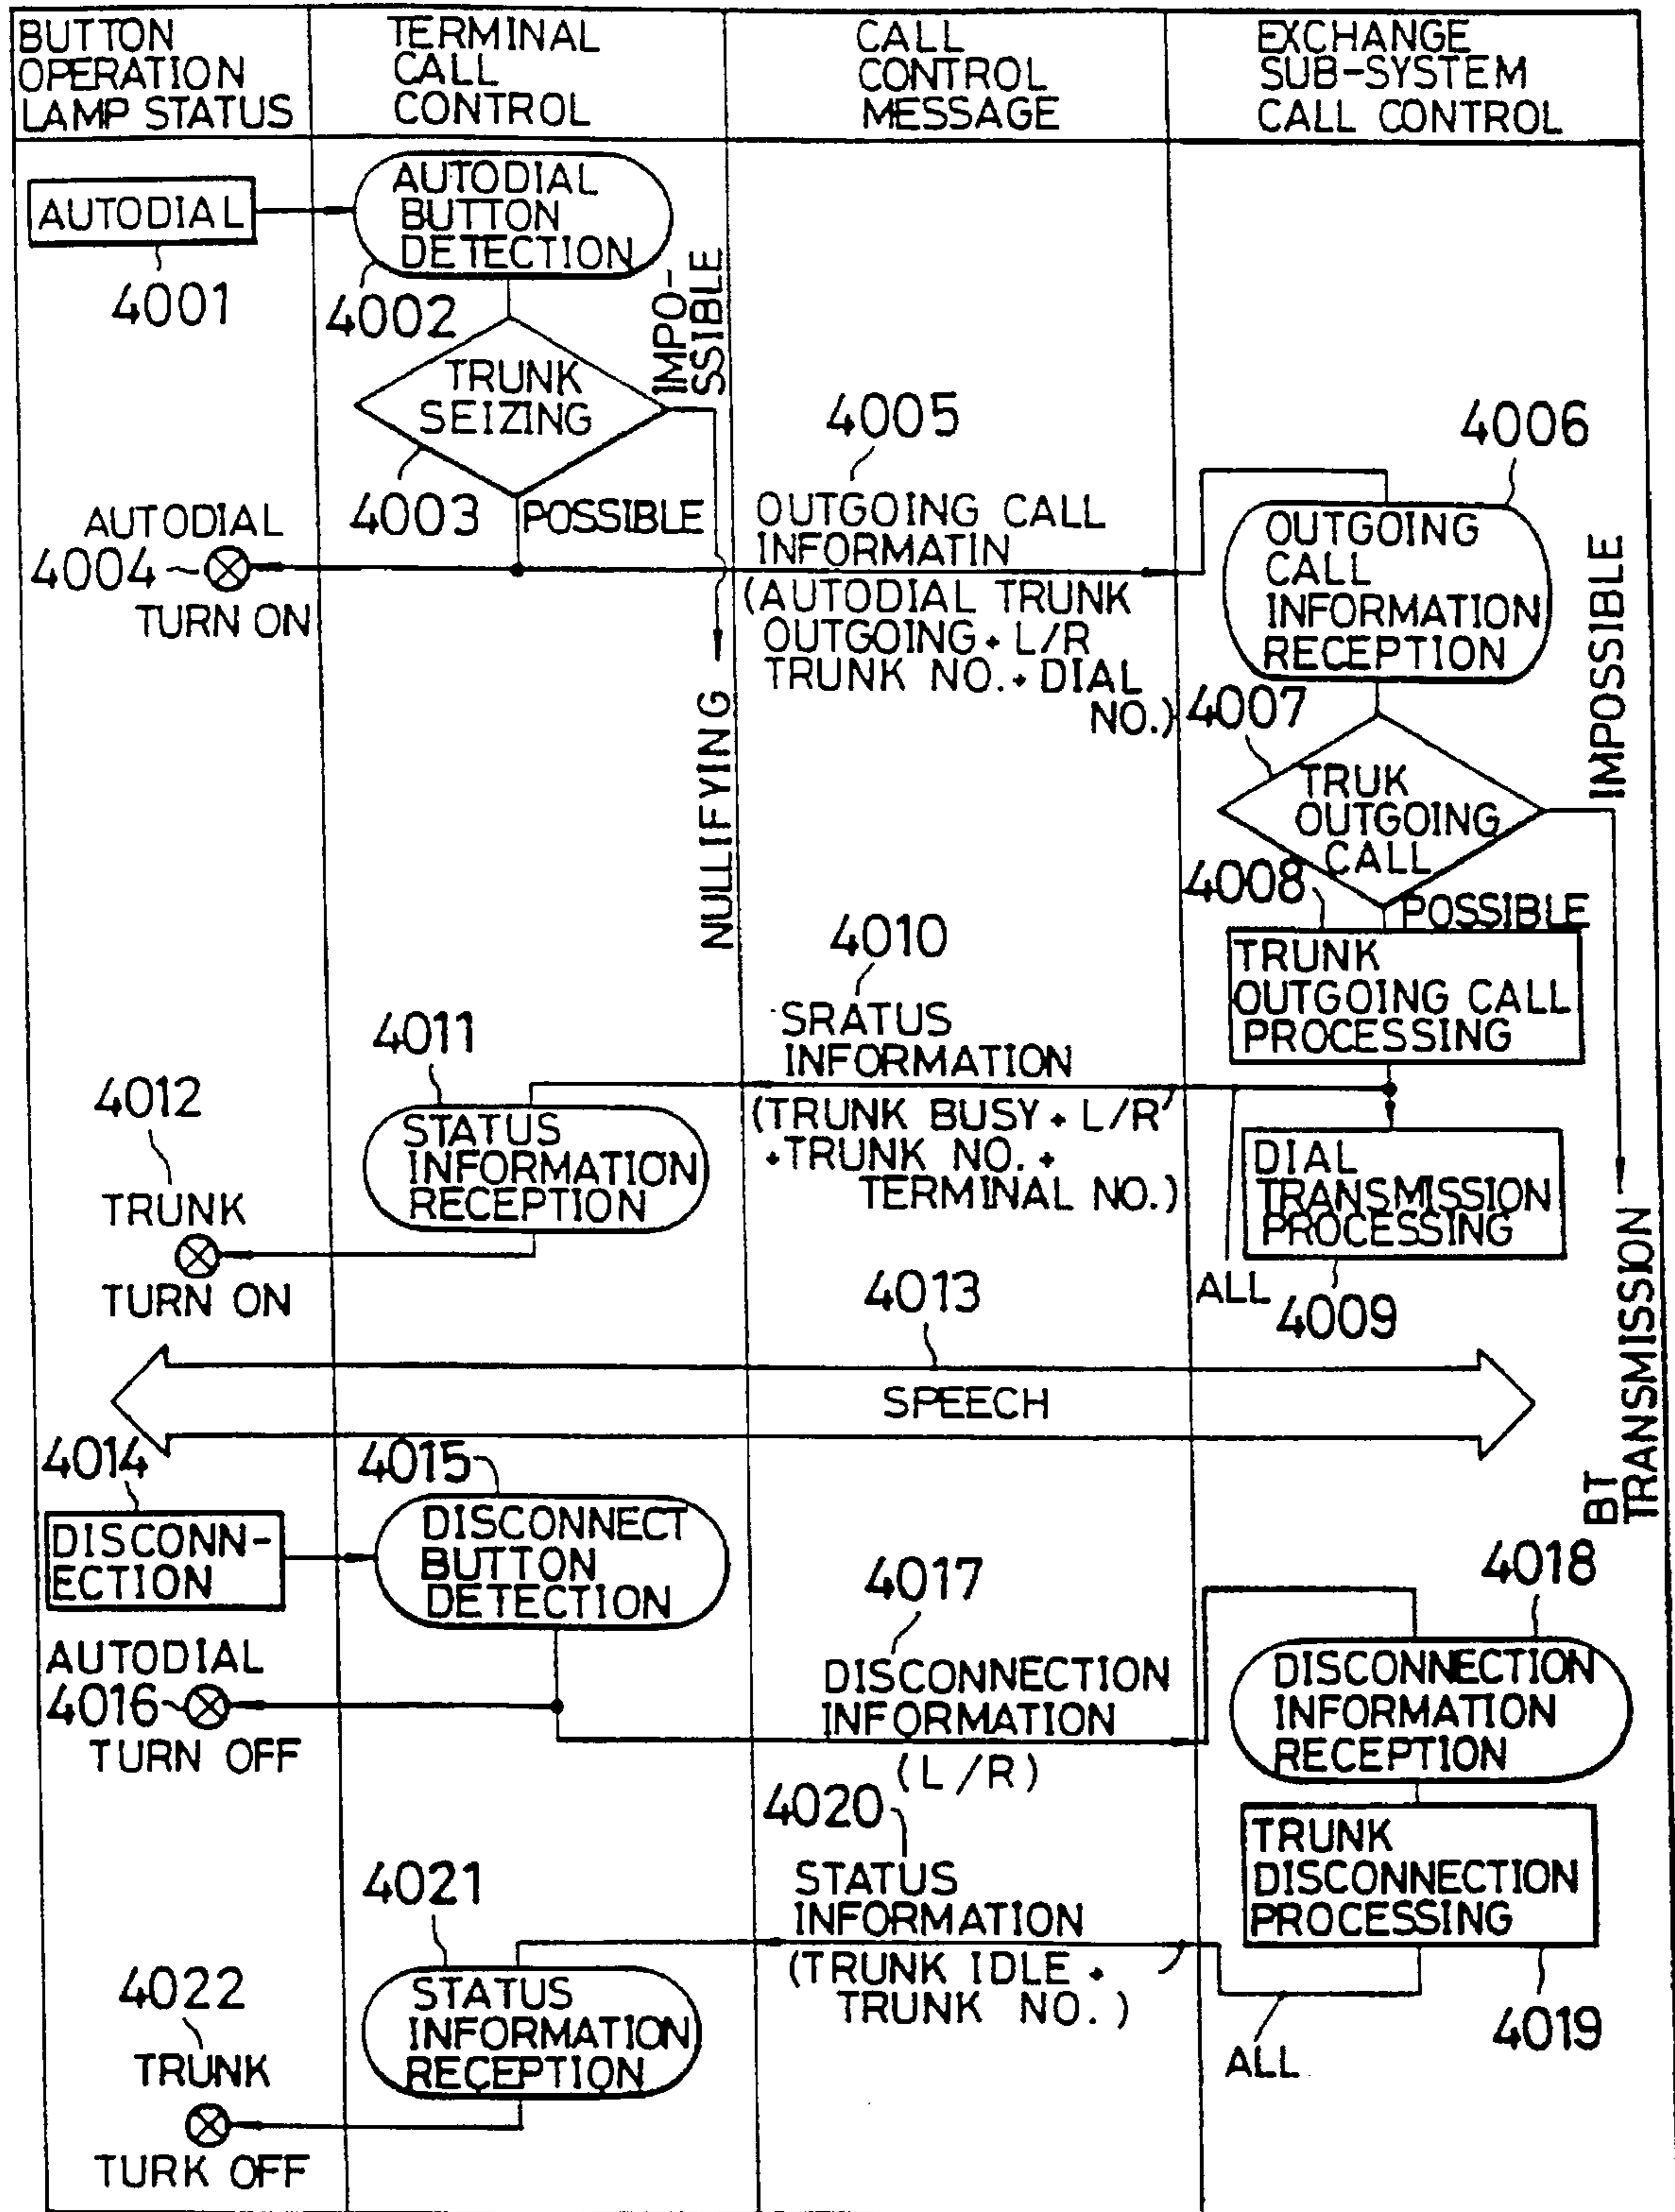 BUTTON
OPERATION
LAMP STATUS
TERMINAL
CALL
CONTROL
CALL
CONTROL
MESSAGE
EXCHANGE
SUB-SYSTEM
CALL CONTROL
AUTODIAL
4001
AUTODIAL
BUTTON
DETECTION
4002
TRUNK
SEIZING
4003
IMPO-
SSIBLE
POSSIBLE
NULLIFYING
AUTODIAL
4004
TURN ON
4005
OUTGOING CALL
INFORMATIN
(AUTODIAL TRUNK
OUTGOING + L/R
TRUNK NO. + DIAL
NO.)
4006
OUTGOING
CALL
INFORMATION
RECEPTION
4007
TRUK
OUTGOING
CALL
IMPOSSIBLE
4008
POSSIBLE
TRUNK
OUTGOING CALL
PROCESSING
4010
SRATUS
INFORMATION
(TRUNK BUSY + L/R
+TRUNK NO. +
TERMINAL NO.)
DIAL
TRANSMISSION
PROCESSING
ALL
4009
BT
TRANSMISSION
4011
STATUS
INFORMATION
RECEPTION
4012
TRUNK
TURN ON
4013
SPEECH
4014
DISCONN-
ECTION
4015
DISCONNECT
BUTTON
DETECTION
AUTODIAL
4016
TURN OFF
4017
DISCONNECTION
INFORMATION
(L/R)
4018
DISCONNECTION
INFORMATION
RECEPTION
TRUNK
DISCONNECTION
PROCESSING
4019
4020
STATUS
INFORMATION
(TRUNK IDLE +
TRUNK NO.)
ALL
4021
STATUS
INFORMATION
RECEPTION
4022
TRUNK
TURK OFF